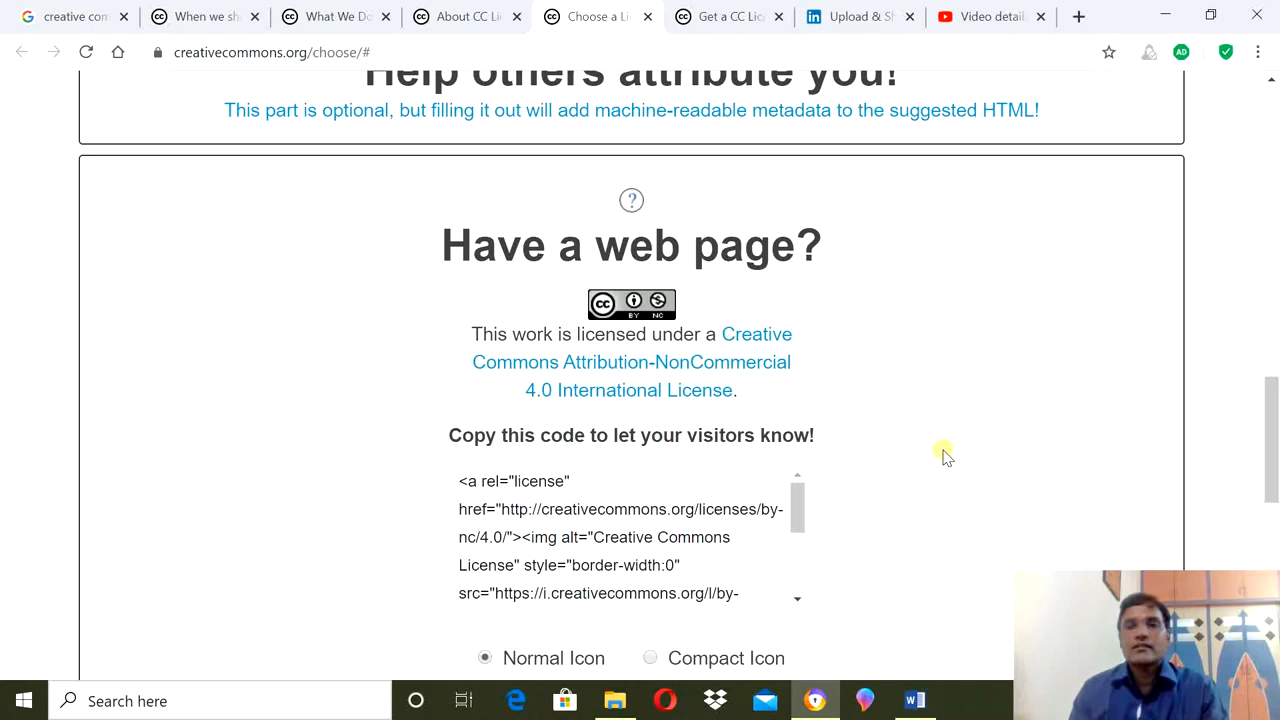 creative com
When we sh
What We Do
About CC Li
Choose a Li
Get a CC Lic
Upload & Sh
Video detail
creativecommons.org/choose/#
AD
Help others attribute you!
This part is optional, but filling it out will add machine-readable metadata to the suggested HTML!
?
Have a web page?
cc
BY NC
This work is licensed under a Creative
Commons Attribution-NonCommercial
4.0 International License.
Copy this code to let your visitors know!
<a rel="license"
href="http://creativecommons.org/licenses/by-
nc/4.0/"><img alt="Creative Commons
License" style="border-width:0"
src="https://i.creativecommons.org/l/by-
Normal Icon Compact Icon
Search here